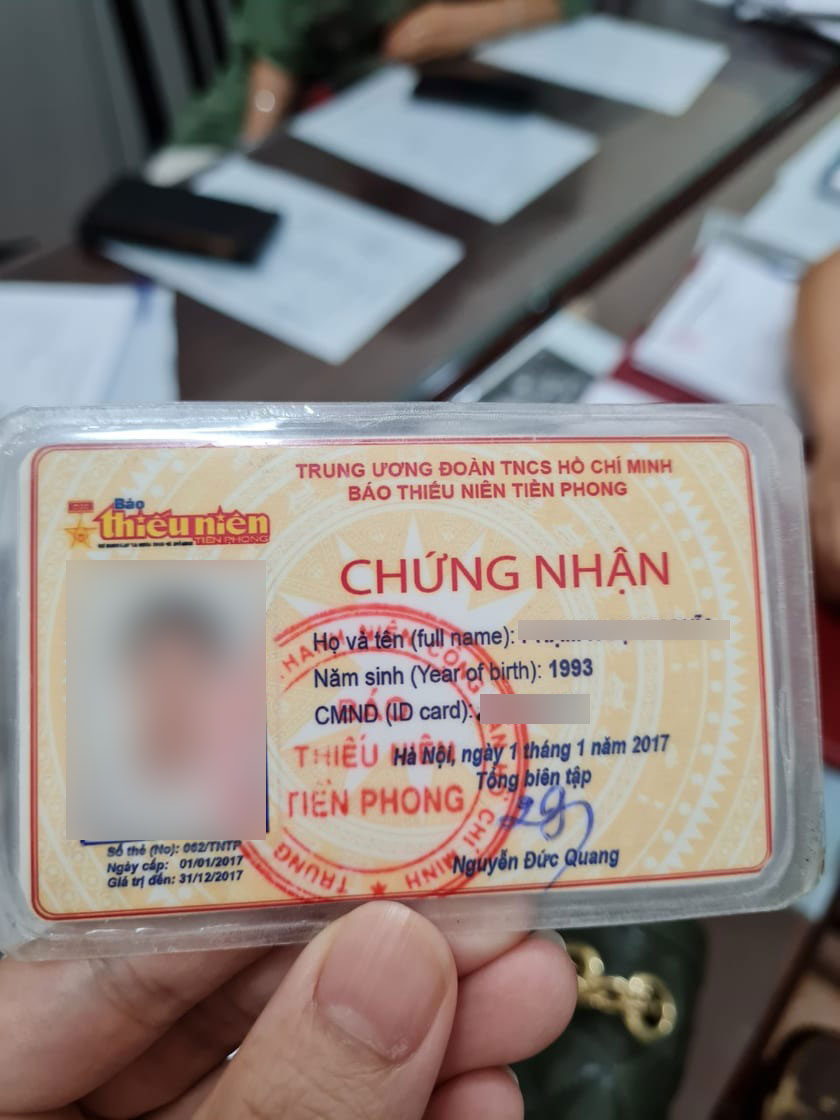 TRUNG ƯƠNG ĐOÀN TNCS HỒ CHÍ MINH
BÁO THIẾU NIÊN TIỀN PHONG
Báo
thiếu niên
TIỀN PHONG
CHỨNG NHẬN
Họ và tên (full name):
Năm sinh (Year of birth): 1993
CMND (ID card):
BÁO
THIẾU NIÊN
TIỀN PHONG
Hà Nội, ngày 1 tháng 1 năm 2017
Tổng biên tập
Nguyễn Đức Quang
Số thẻ (No): 062/TNTP
Ngày cấp: 01/01/2017
Giá trị đến: 31/12/2017